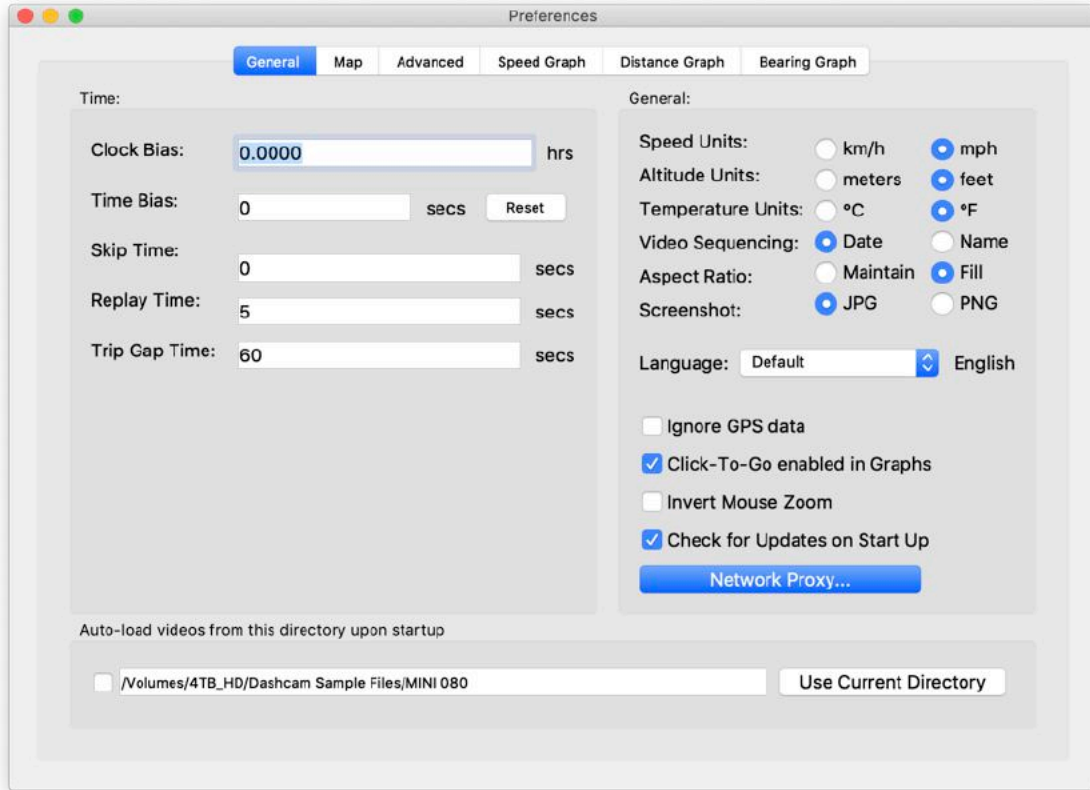 Preferences
General Map Advanced Speed Graph Distance Graph Bearing Graph
Time:
Clock Bias: 0.0000 hrs
Time Bias: 0 secs Reset
Skip Time: 0 secs
Replay Time: 5 secs
Trip Gap Time: 60 secs
General:
Speed Units: km/h mph
Altitude Units: meters feet
Temperature Units: °C °F
Video Sequencing: Date Name
Aspect Ratio: Maintain Fill
Screenshot: JPG PNG
Language: Default English
Ignore GPS data
Click-To-Go enabled in Graphs
Invert Mouse Zoom
Check for Updates on Start Up
Network Proxy...
Auto-load videos from this directory upon startup
/Volumes/4TB_HD/Dashcam Sample Files/MINI 080 Use Current Directory